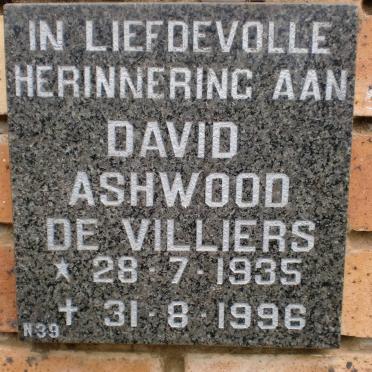 IN LIEFDEVOLLE
HERINNERING AAN
DAVID
ASHWOOD
DE VILLIERS
★ 28·7·1935
✝ 31·8·1996
N39